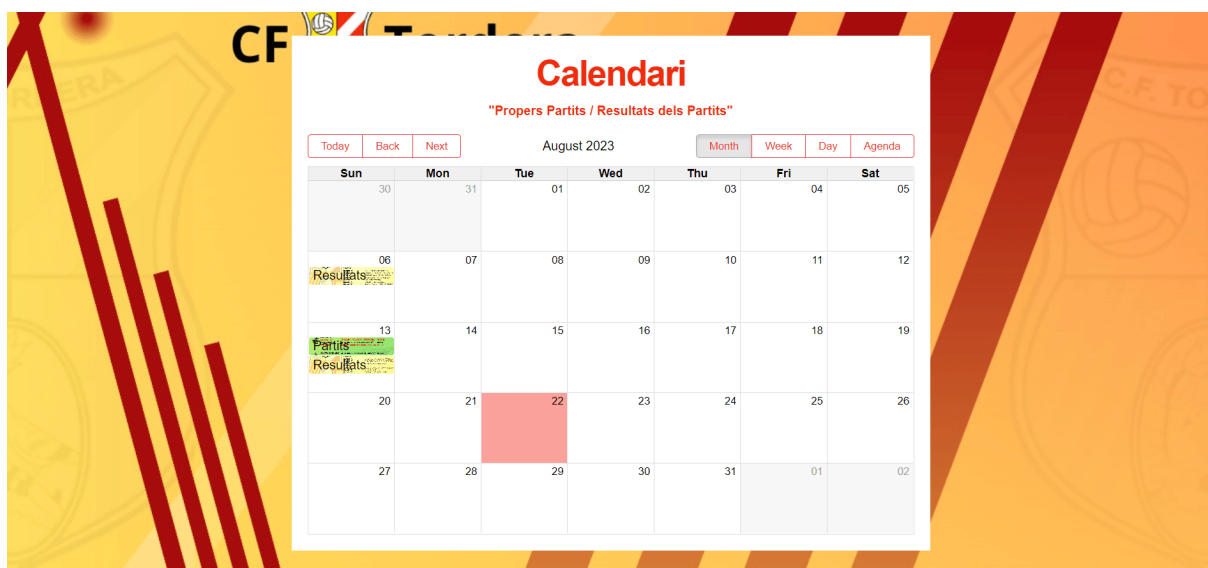 CF Tordera
Calendari
"Propers Partits / Resultats dels Partits"
Today Back Next August 2023 Month Week Day Agenda
Sun Mon Tue Wed Thu Fri Sat
30 31 01 02 03 04 05
06 07 08 09 10 11 12
Resultats
13 14 15 16 17 18 19
Partits
Resultats
20 21 22 23 24 25 26
27 28 29 30 31 01 02
C.F. TO